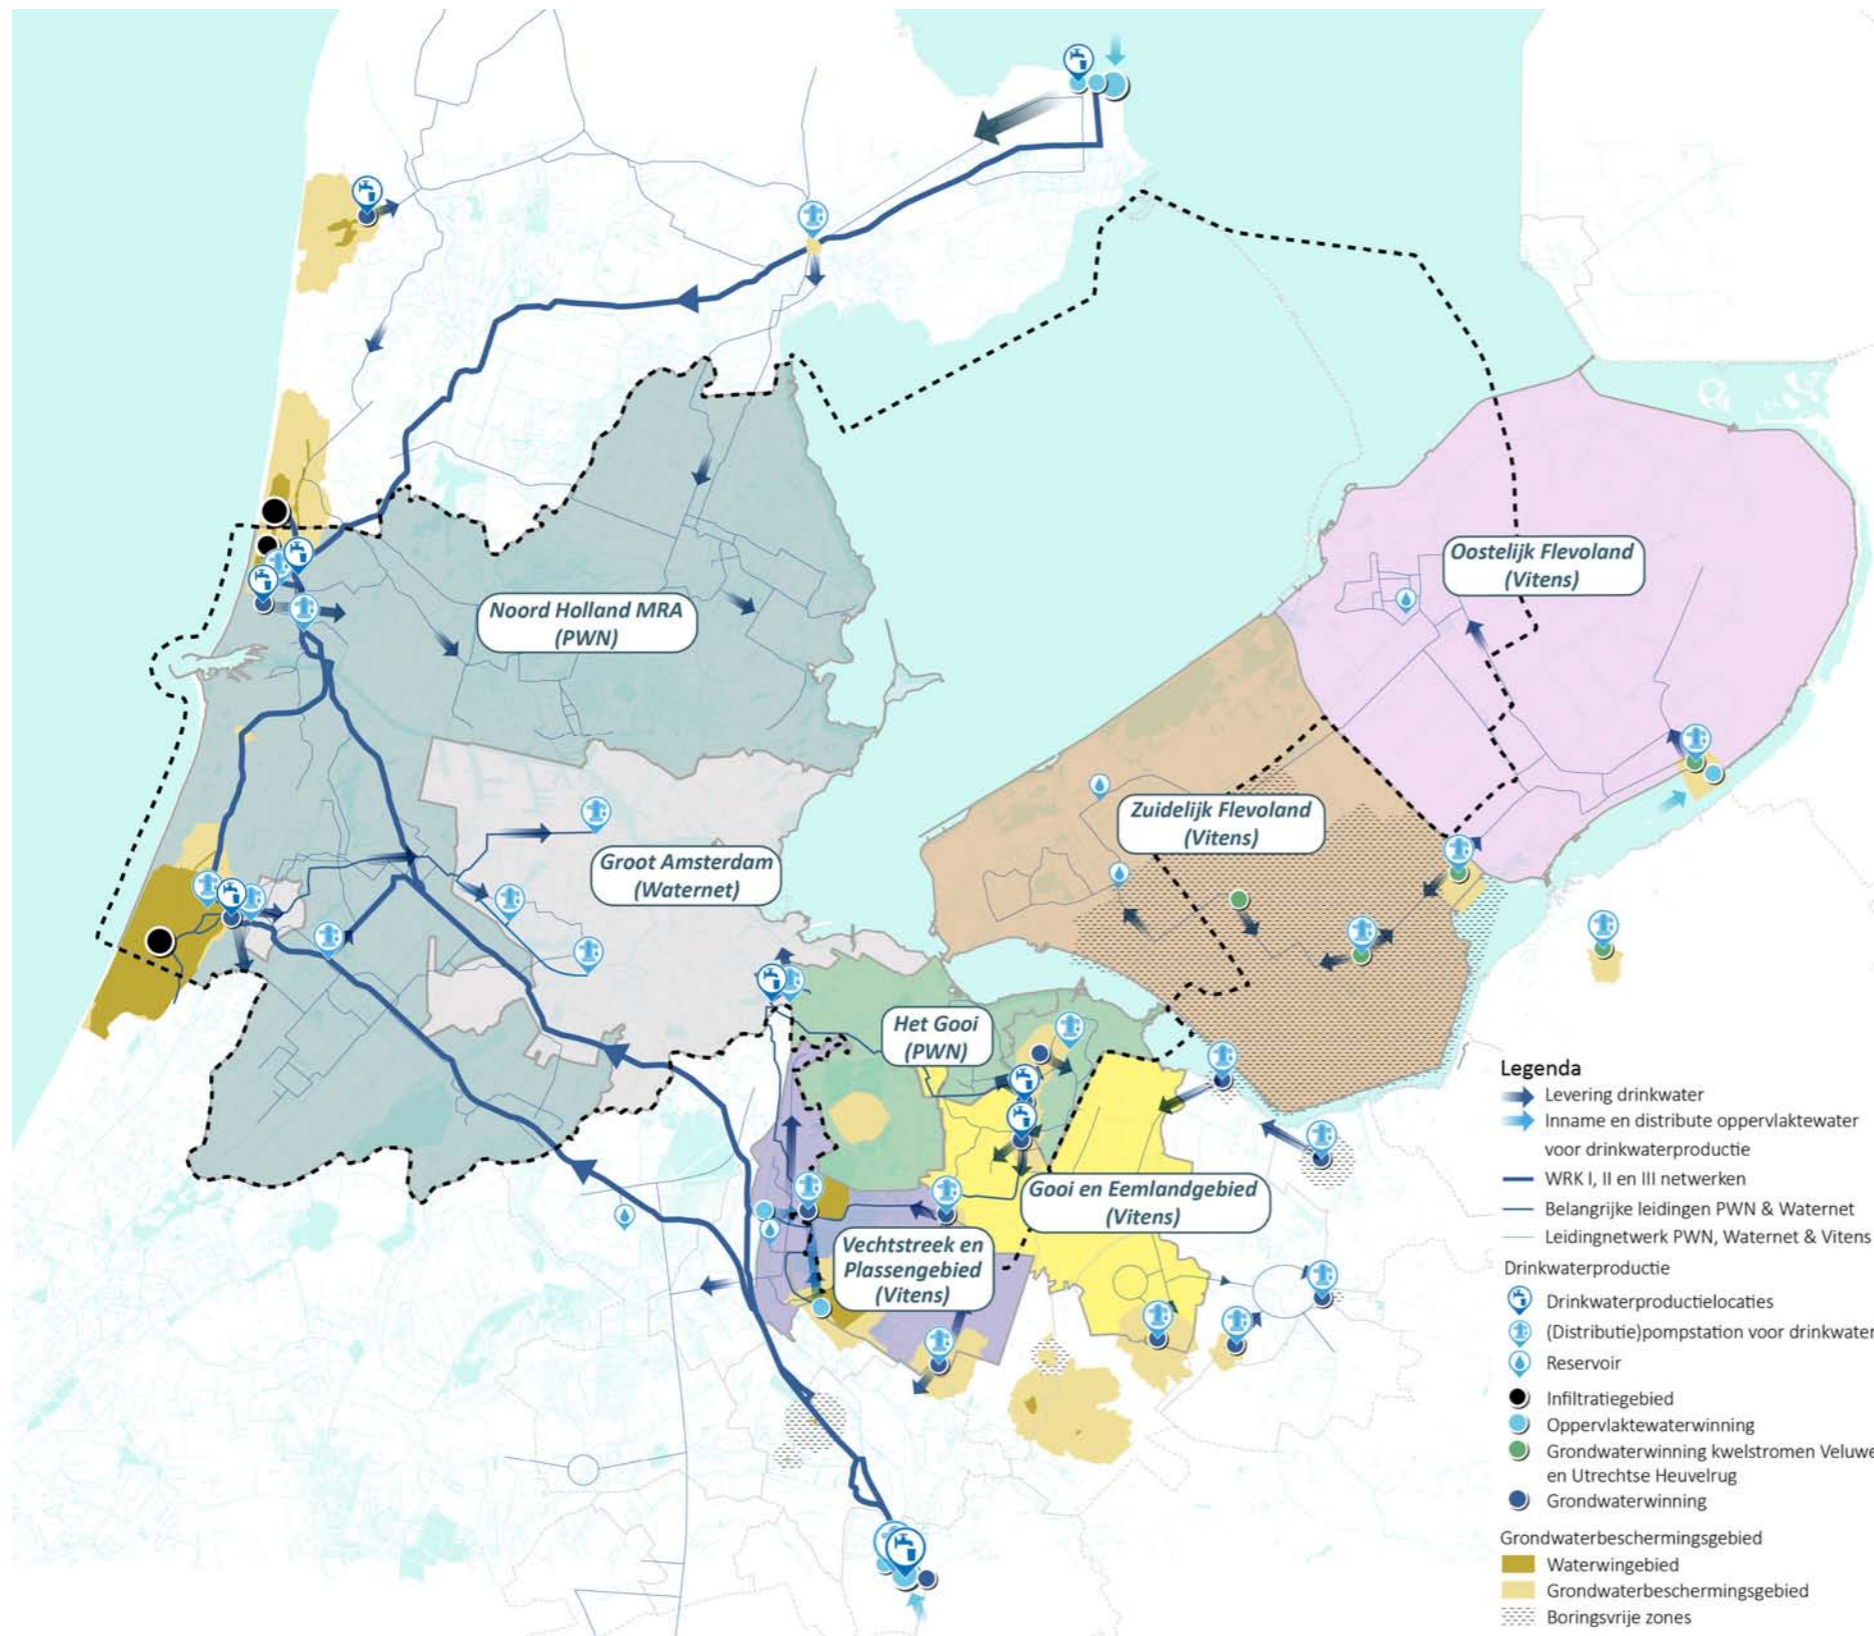 Oostelijk Flevoland
(Vitens)
Noord Holland MRA
(PWN)
Zuidelijk Flevoland
(Vitens)
Groot Amsterdam
(Waternet)
Het Gooi
(PWN)
Gooi en Eemlandgebied
(Vitens)
Vechtstreek en
Plassengebied
(Vitens)
Legenda
Levering drinkwater
Inname en distribute oppervlaktewater
voor drinkwaterproductie
WRK I, II en III netwerken
Belangrijke leidingen PWN & Waternet
Leidingnetwerk PWN, Waternet & Vitens
Drinkwaterproductie
Drinkwaterproductielocaties
(Distributie)pompstation voor drinkwater
Reservoir
Infiltratiegebied
Oppervlaktewaterwinning
Grondwaterwinning kwelstromen Veluwe
en Utrechtse Heuvelrug
Grondwaterwinning
Grondwaterbeschermingsgebied
Waterwingebied
Grondwaterbeschermingsgebied
Boringsvrije zones